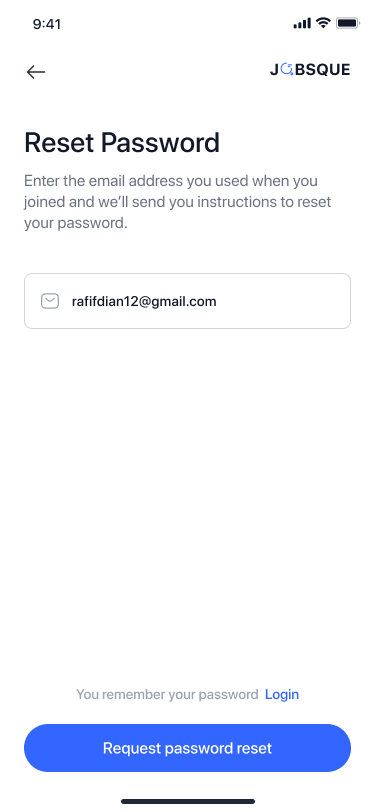 9:41
JOBSQUE
Reset Password
Enter the email address you used when you
joined and we’ll send you instructions to reset
your password.
rafifdian12@gmail.com
You remember your password Login
Request password reset